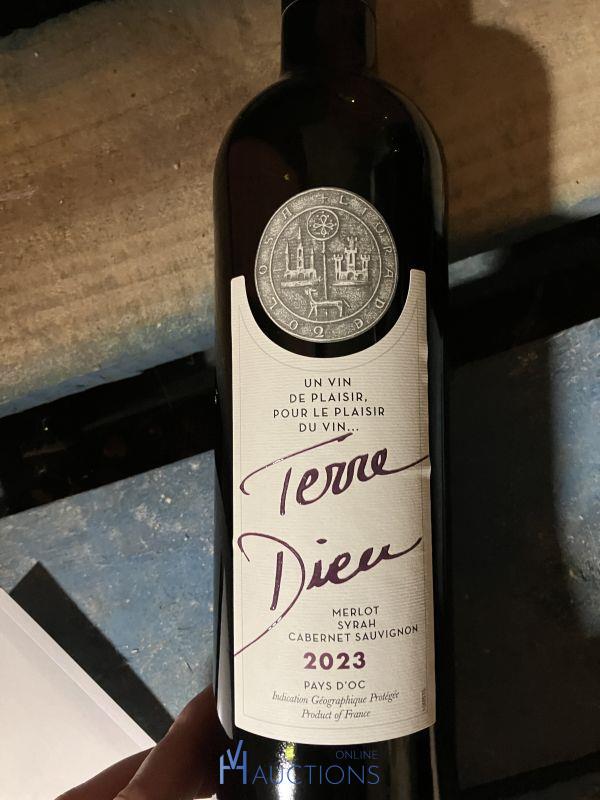 UN VIN
DE PLAISIR,
POUR LE PLAISIR
DU VIN...
Terre
Dieu
MERLOT
SYRAH
CABERNET SAUVIGNON
2023
PAYS D'OC
Indication Géographique Protégée
Product of France
ONLINE
AUCTIONS